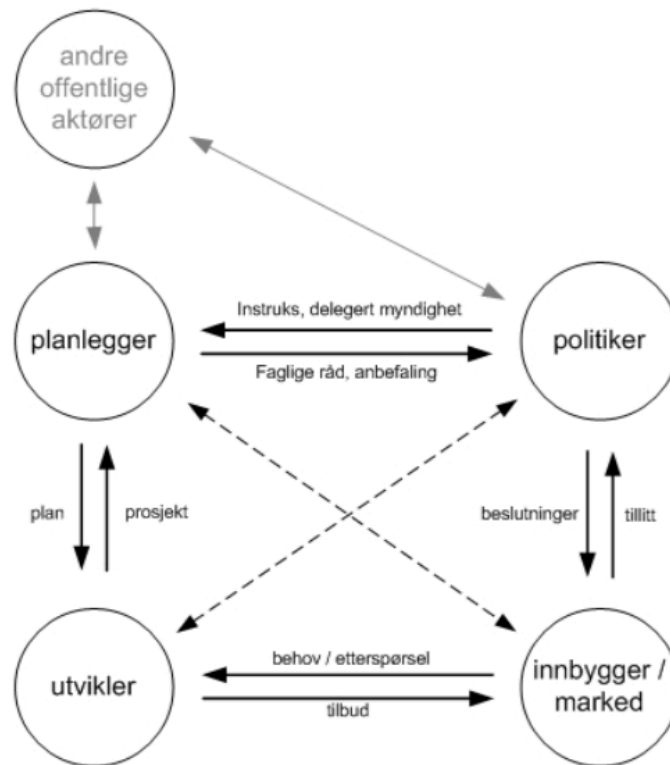 andre
offentlige
aktører
Instruks, delegert myndighet
planlegger
politiker
Faglige råd, anbefaling
plan
prosjekt
beslutninger
tillitt
behov / etterspørsel
utvikler
innbygger /
marked
tilbud